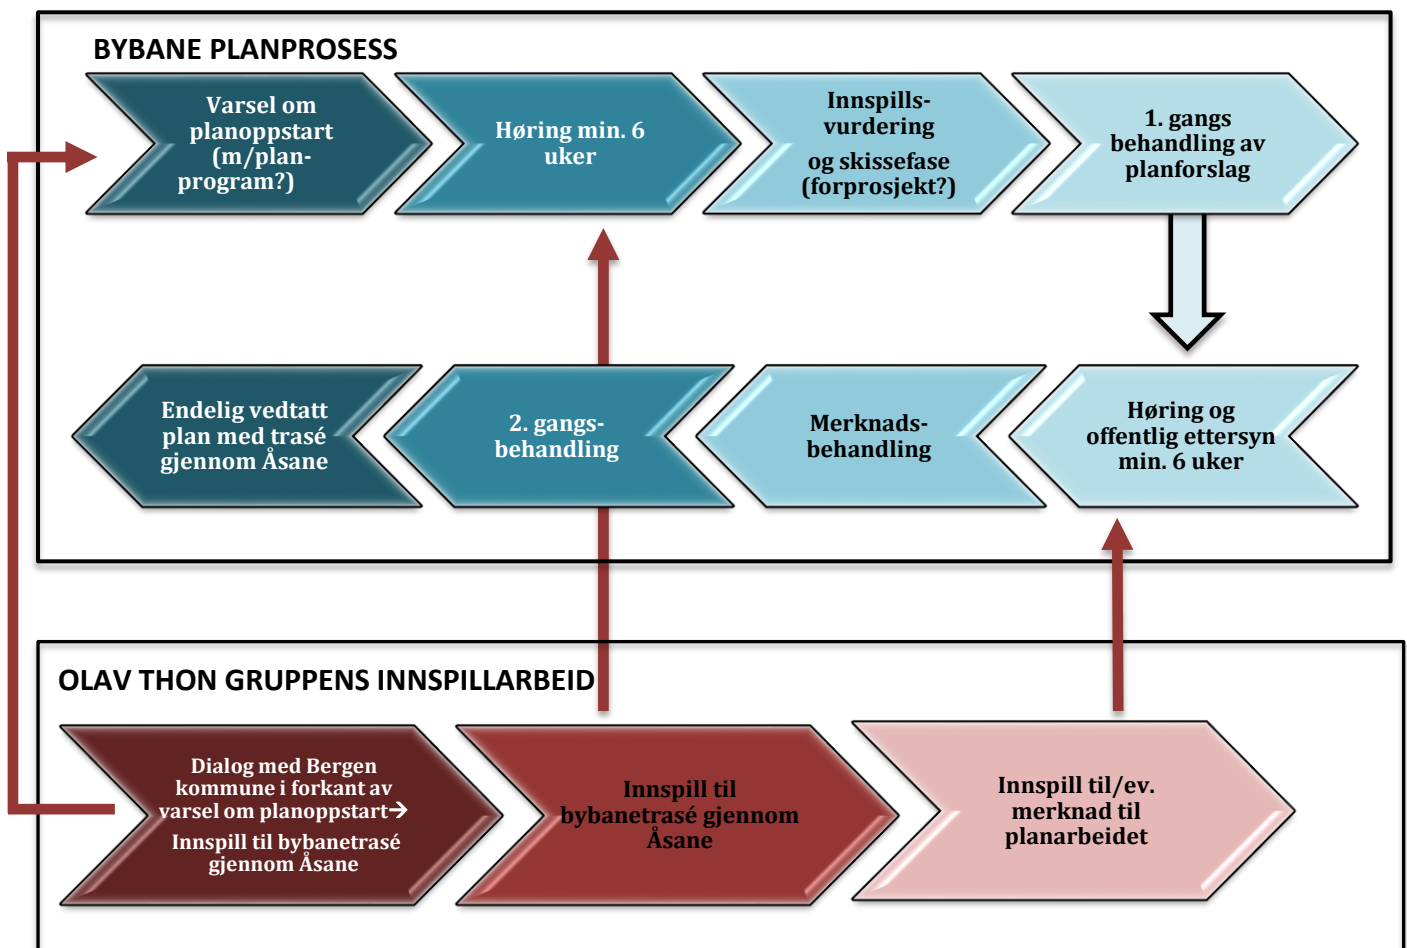 BYBANE PLANPROSESS
Varsel om
planoppstart
(m/plan-
program?)
Høring min. 6
uker
Innspills-
vurdering
og skissefase
(forprosjekt?)
1. gangs
behandling av
planforslag
Endelig vedtatt
plan med trasé
gjennom Åsane
2. gangs-
behandling
Merknads-
behandling
Høring og
offentlig ettersyn
min. 6 uker
OLAV THON GRUPPENS INNSPILLARBEID
Dialog med Bergen
kommune i forkant av
varsel om planoppstart→
Innspill til bybanetrasé
gjennom Åsane
Innspill til
bybanetrasé gjennom
Åsane
Innspill til/ev.
merknad til
planarbeidet